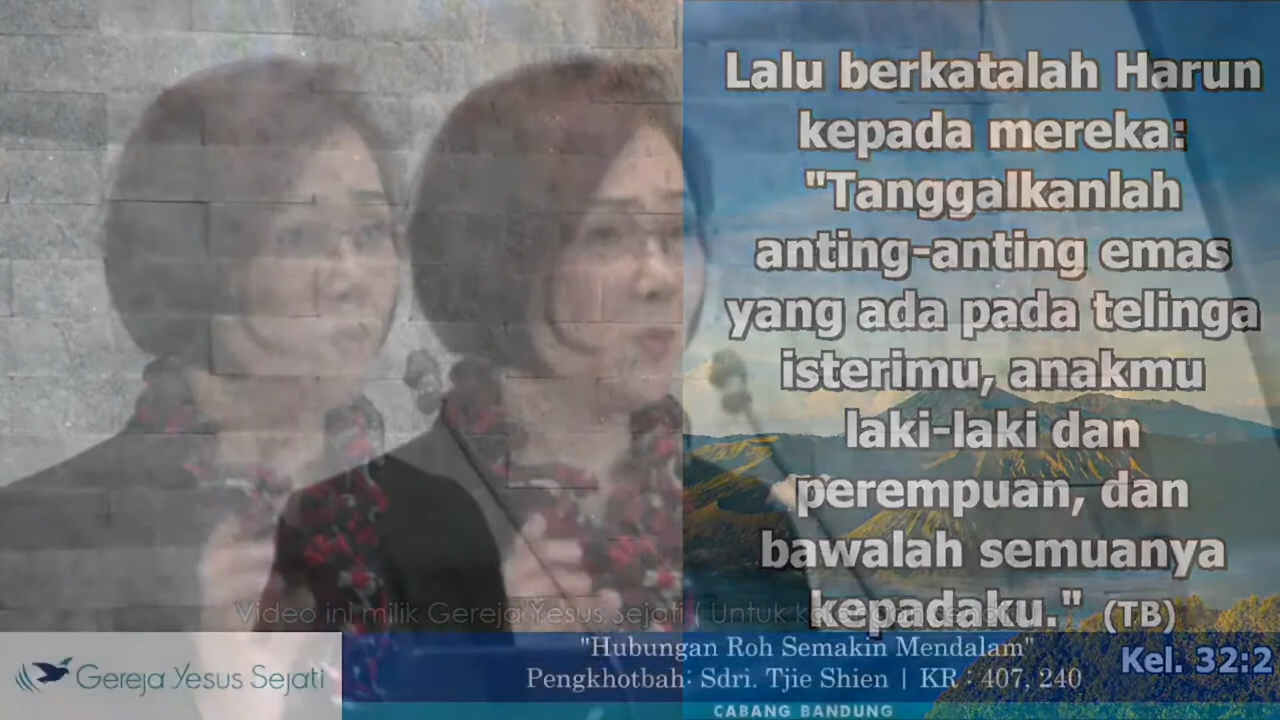 Lalu berkatalah Harun
kepada mereka:
"Tanggalkanlah
anting-anting emas
yang ada pada telinga
isterimu, anakmu
laki-laki dan
perempuan, dan
bawalah semuanya
kepadaku." (TB)
Kel. 32:2
Video ini milik Gereja Yesus Sejati / Untuk
"Hubungan Roh Semakin Mendalam"
Pengkhotbah: Sdri. Tjie Shien | KR : 407, 240
Gereja Yesus Sejati
CABANG BANDUNG